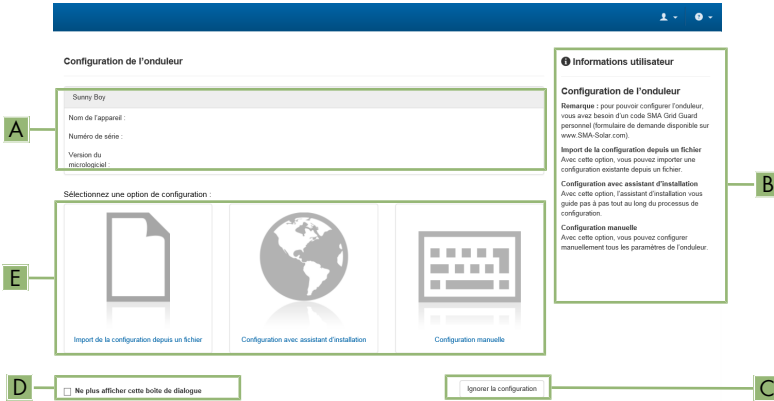 Configuration de l'onduleur
Sunny Boy
Nom de l'appareil :
Numéro de série :
Version du
micrologiciel :
A
Informations utilisateur
Configuration de l'onduleur
Remarque : pour pouvoir configurer l'onduleur,
vous avez besoin d'un code SMA Grid Guard
personnel (formulaire de demande disponible sur
www.SMA-Solar.com).
Import de la configuration depuis un fichier
Avec cette option, vous pouvez importer une
configuration existante depuis un fichier.
Configuration avec assistant d'installation
Avec cette option, l'assistant d'installation vous
guide pas à pas tout au long du processus de
configuration.
Configuration manuelle
Avec cette option, vous pouvez configurer
manuellement tous les paramètres de l'onduleur.
B
Sélectionnez une option de configuration :
E
Import de la configuration depuis un fichier
Configuration avec assistant d'installation
Configuration manuelle
D
Ne plus afficher cette boîte de dialogue
Ignorer la configuration
C